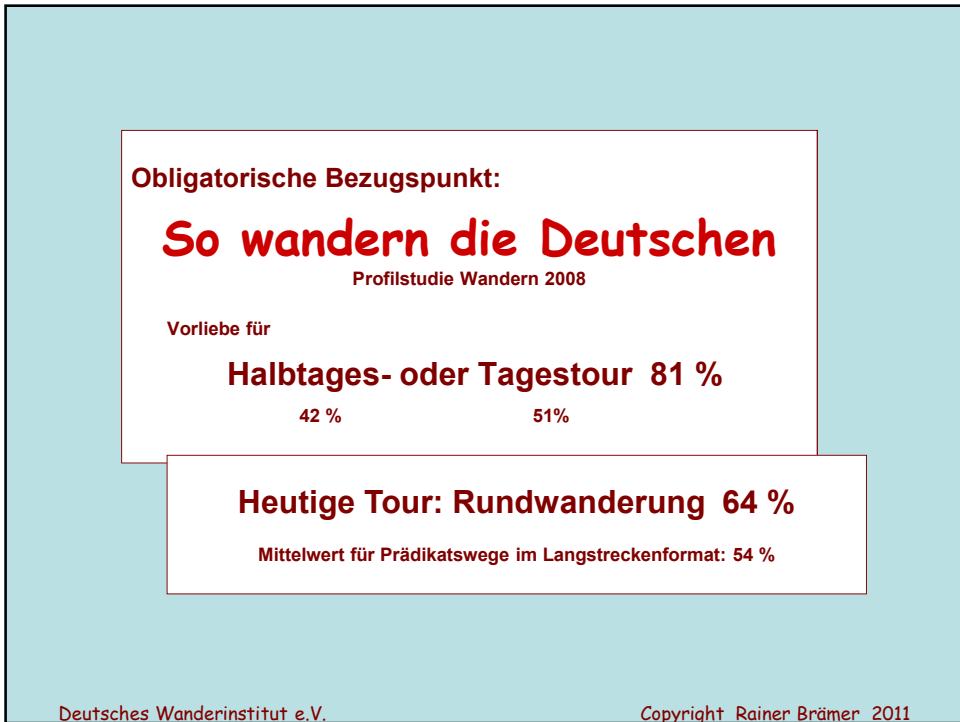 Obligatorische Bezugspunkt:
So wandern die Deutschen
Profilstudie Wandern 2008
Vorliebe für
Halbtages- oder Tagestour 81 %
42 % 51%
Heutige Tour: Rundwanderung 64 %
Mittelwert für Prädikatswege im Langstreckenformat: 54 %
Deutsches Wanderinstitut e.V. Copyright Rainer Brämer 2011